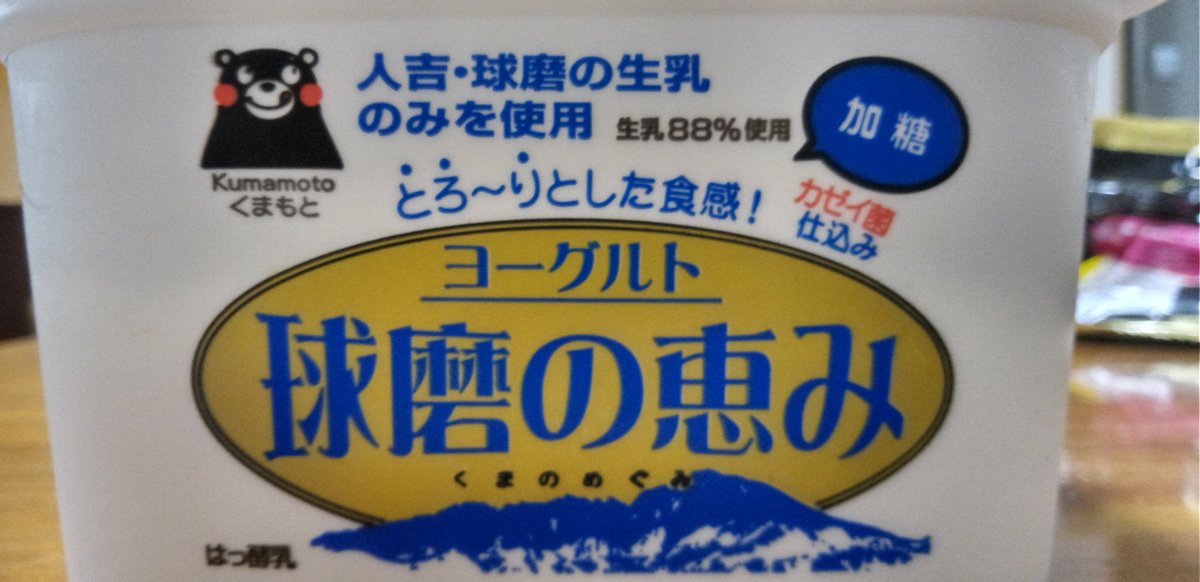 人吉・球磨の生乳
のみを使用
生乳88%使用
加糖
Kumamoto
くまもと
とろ〜りとした食感!
カゼイ菌
仕込み
ヨーグルト
球磨の恵み
くまのめぐみ
はっ酵乳